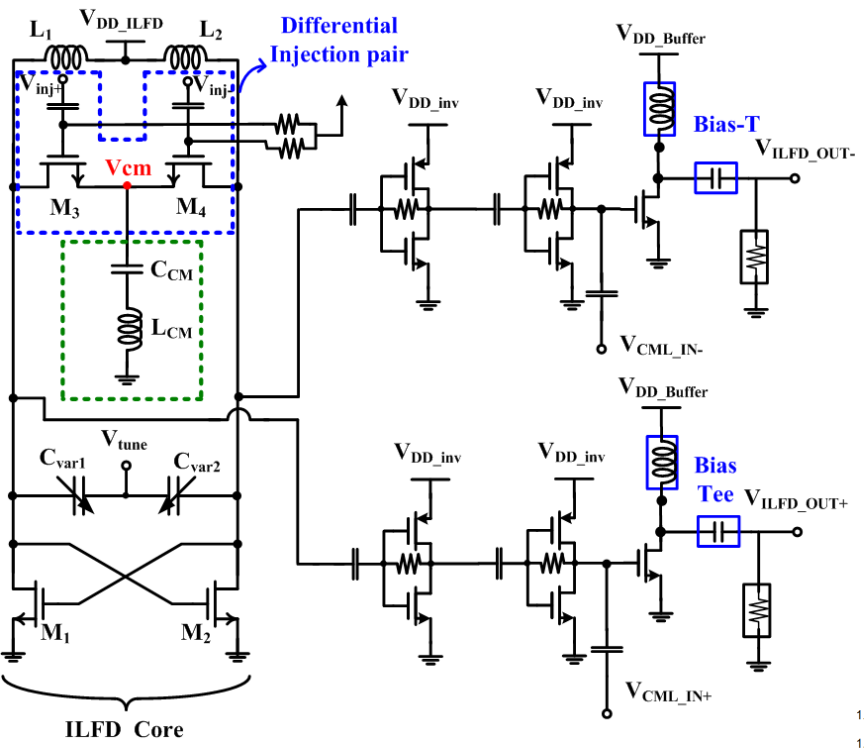 L1
VDD_ILFD
L2
Differential
Injection pair
Vinj+
Vinj-
Vcm
M3
M4
CCM
LCM
VDD_inv
VDD_inv
VDD_Buffer
Bias-T
VILFD_OUT-
VCML_IN-
VDD_Buffer
Vtune
Cvar1
Cvar2
VDD_inv
VDD_inv
Bias
Tee
VILFD_OUT+
M1
M2
VCML_IN+
ILFD Core
1
1